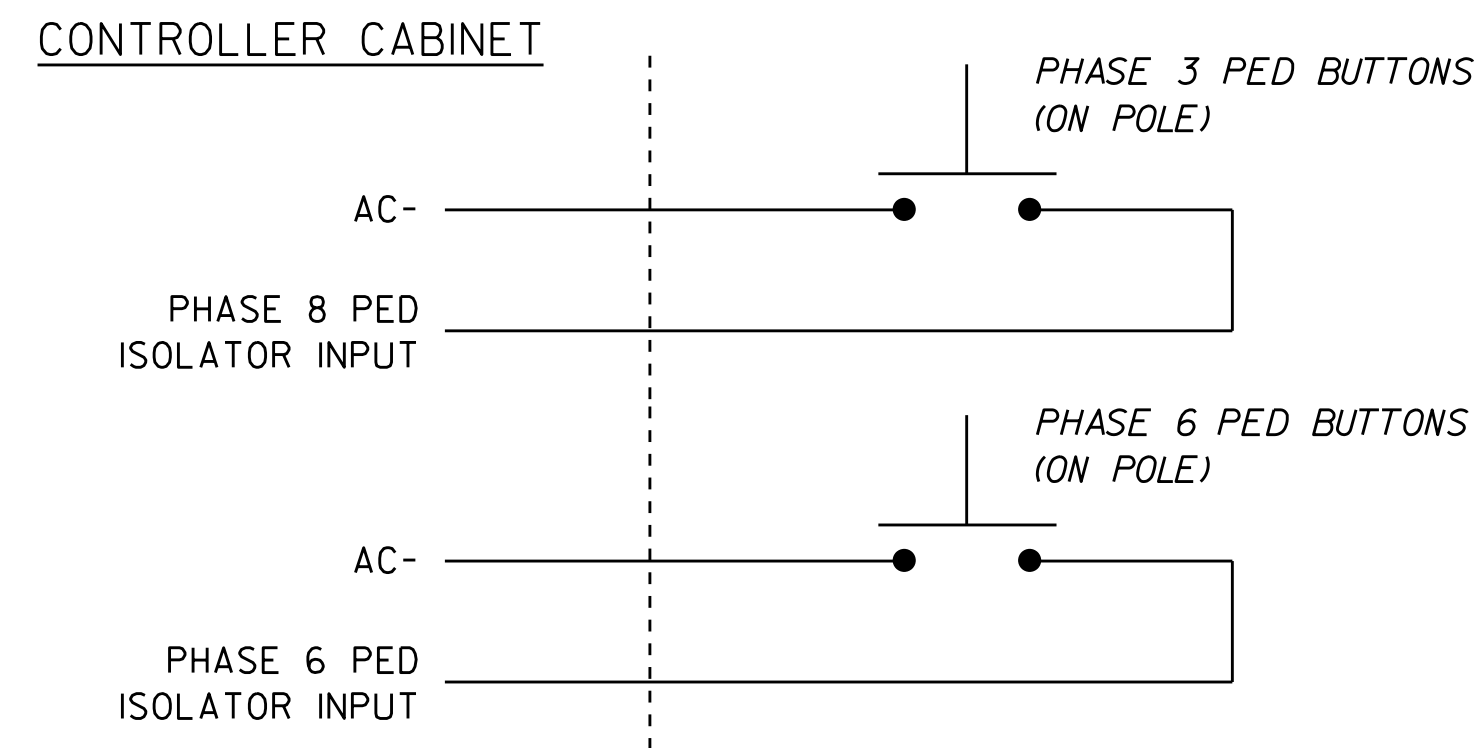 CONTROLLER CABINET
PHASE 3 PED BUTTONS
(ON POLE)
AC-
PHASE 8 PED
ISOLATOR INPUT
PHASE 6 PED BUTTONS
(ON POLE)
AC-
PHASE 6 PED
ISOLATOR INPUT